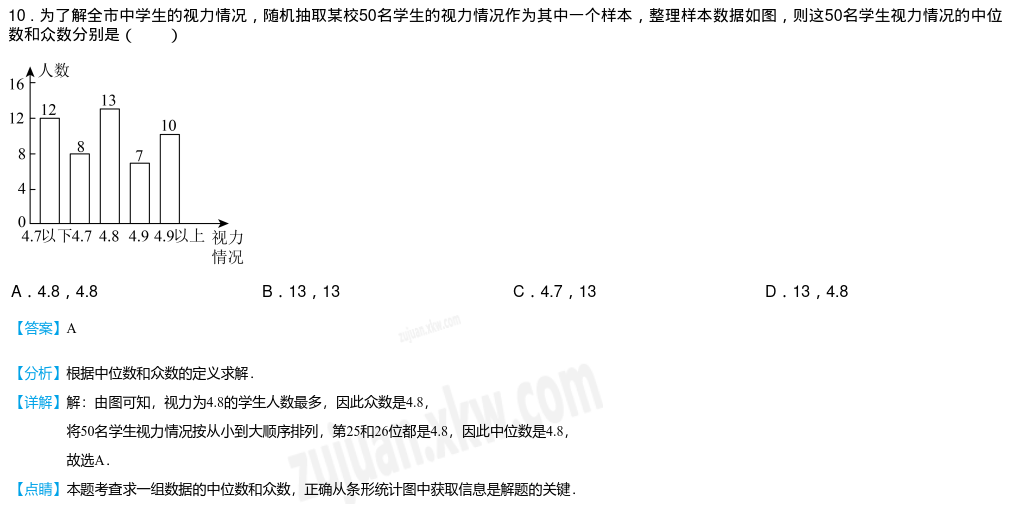 10．为了解全市中学生的视力情况，随机抽取某校50名学生的视力情况作为其中一个样本，整理样本数据如图，则这50名学生视力情况的中位
数和众数分别是（　　）
人数
16
12
8
4
0
12
8
13
7
10
4.7以下 4.7 4.8 4.9 4.9以上 视力
情况
A．4.8，4.8 B．13，13 C．4.7，13 D．13，4.8
【答案】A
【分析】根据中位数和众数的定义求解．
【详解】解：由图可知，视力为4.8的学生人数最多，因此众数是4.8，
将50名学生视力情况按从小到大顺序排列，第25和26位都是4.8，因此中位数是4.8，
故选A．
【点睛】本题考查求一组数据的中位数和众数，正确从条形统计图中获取信息是解题的关键．
zujuan.xkw.com
zujuan.xkw.com